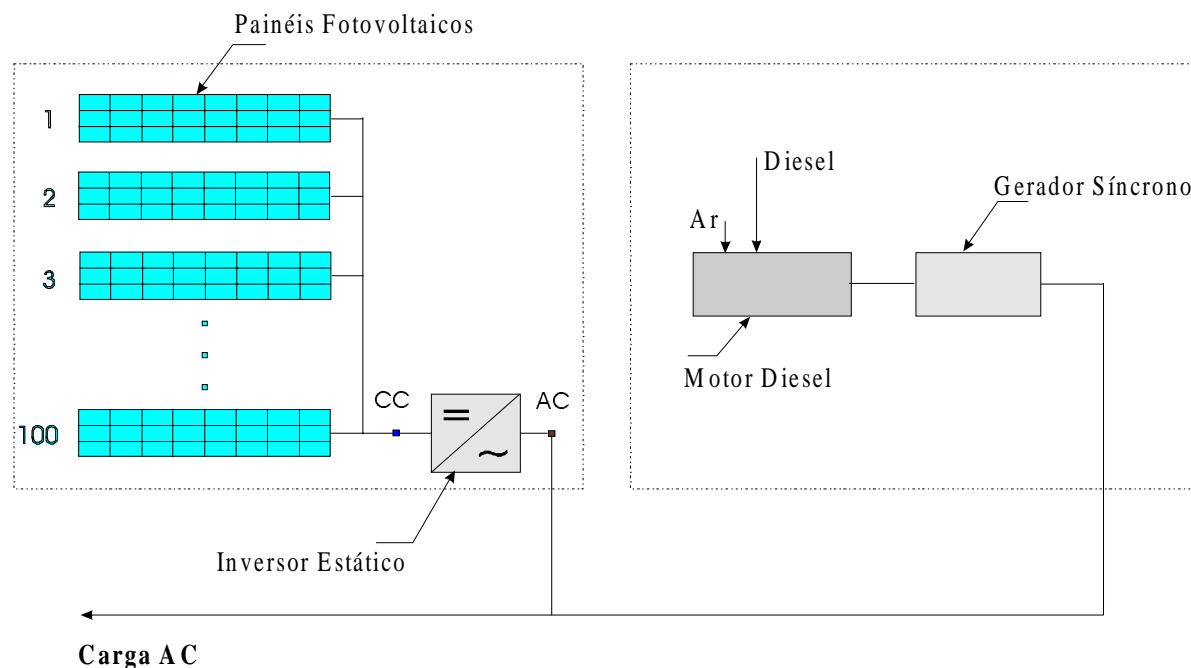 Painéis Fotovoltaicos
1
2
3
100
CC
AC
Inversor Estático
Diesel
Ar
Gerador Síncrono
Motor Diesel
Carga AC